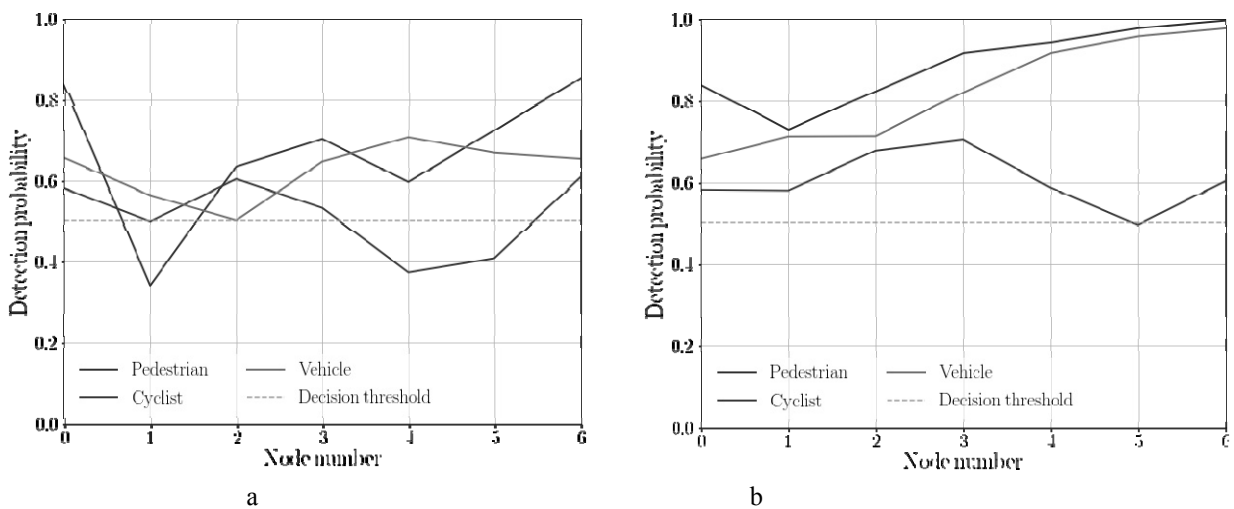 1.0
0.8
0.6
0.4
0.2
0.0
Detection probability
0 1 2 3 4 5 6
Node number
Pedestrian Vehicle
Cyclist Decision threshold
a
1.0
0.8
0.6
0.4
0.2
0.0
Detection probability
0 1 2 3 4 5 6
Node number
Pedestrian Vehicle
Cyclist Decision threshold
b